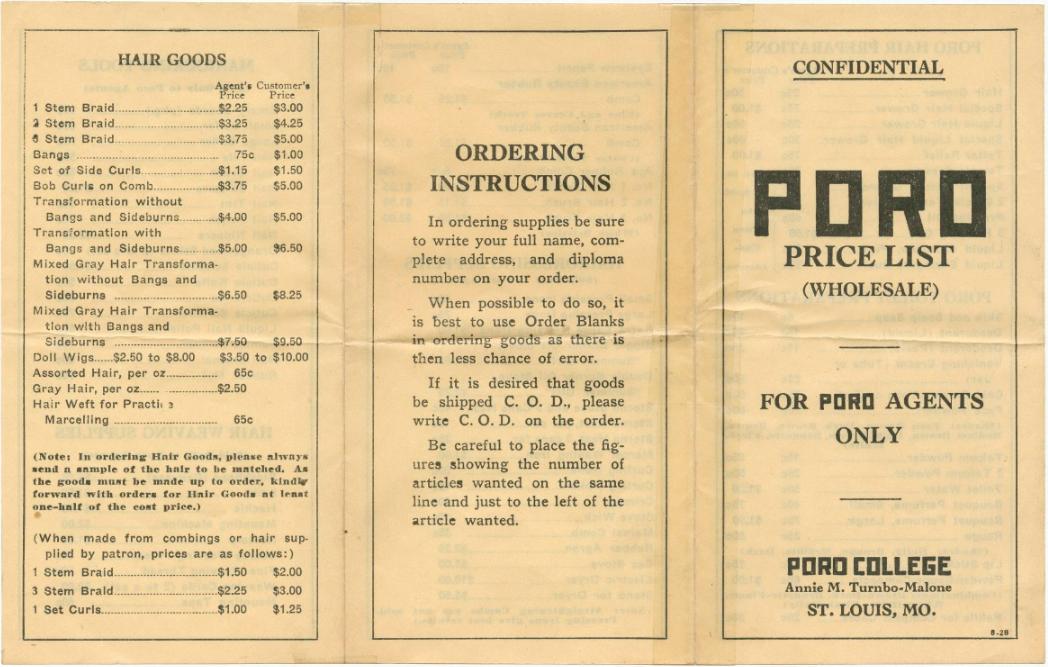 HAIR GOODS
Agent's Customer's
Price Price
1 Stem Braid $2.25 $3.00
2 Stem Braid $3.25 $4.25
3 Stem Braid $3.75 $5.00
Bangs 75c $1.00
Set of Side Curls $1.15 $1.50
Bob Curls on Comb $3.75 $5.00
Transformation without
Bangs and Sideburns $4.00 $5.00
Transformation with
Bangs and Sideburns $5.00 $6.50
Mixed Gray Hair Transforma-
tion without Bangs and
Sideburns $6.50 $8.25
Mixed Gray Hair Transforma-
tion with Bangs and
Sideburns $7.50 $9.50
Doll Wigs $2.50 to $8.00 $3.50 to $10.00
Assorted Hair, per oz. 65c
Gray Hair, per oz. $2.50
Hair Weft for Practice
Marcelling 65c
(Note: In ordering Hair Goods, please always
send a sample of the hair to be matched. As
the goods must be made up to order, kindly
forward with orders for Hair Goods at least
one-half of the cost price.)
(When made from combings or hair sup-
plied by patron, prices are as follows:)
1 Stem Braid $1.50 $2.00
3 Stem Braid $2.25 $3.00
1 Set Curls $1.00 $1.25
ORDERING
INSTRUCTIONS
In ordering supplies be sure
to write your full name, com-
plete address, and diploma
number on your order.
When possible to do so, it
is best to use Order Blanks
in ordering goods as there is
then less chance of error.
If it is desired that goods
be shipped C. O. D., please
write C. O. D. on the order.
Be careful to place the fig-
ures showing the number of
articles wanted on the same
line and just to the left of the
article wanted.
CONFIDENTIAL
PORO
PRICE LIST
(WHOLESALE)
FOR PORO AGENTS
ONLY
PORO COLLEGE
Annie M. Turnbo-Malone
ST. LOUIS, MO.
8-28